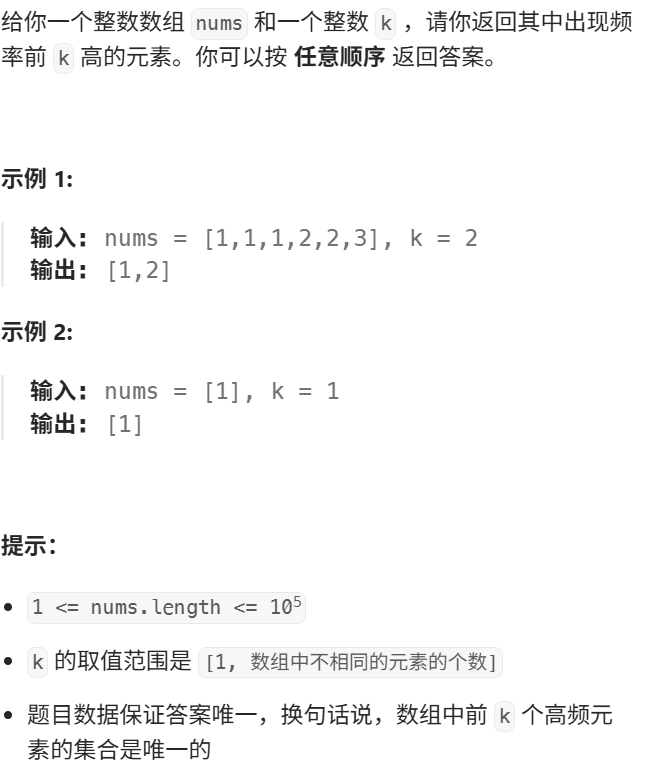 给你一个整数数组 nums 和一个整数 k ，请你返回其中出现频
率前 k 高的元素。你可以按 任意顺序 返回答案。
示例 1:
输入: nums = [1,1,1,2,2,3], k = 2
输出: [1,2]
示例 2:
输入: nums = [1], k = 1
输出: [1]
提示：
1 <= nums.length <= 10⁵
k 的取值范围是 [1, 数组中不相同的元素的个数]
题目数据保证答案唯一，换句话说，数组中前 k 个高频元
素的集合是唯一的